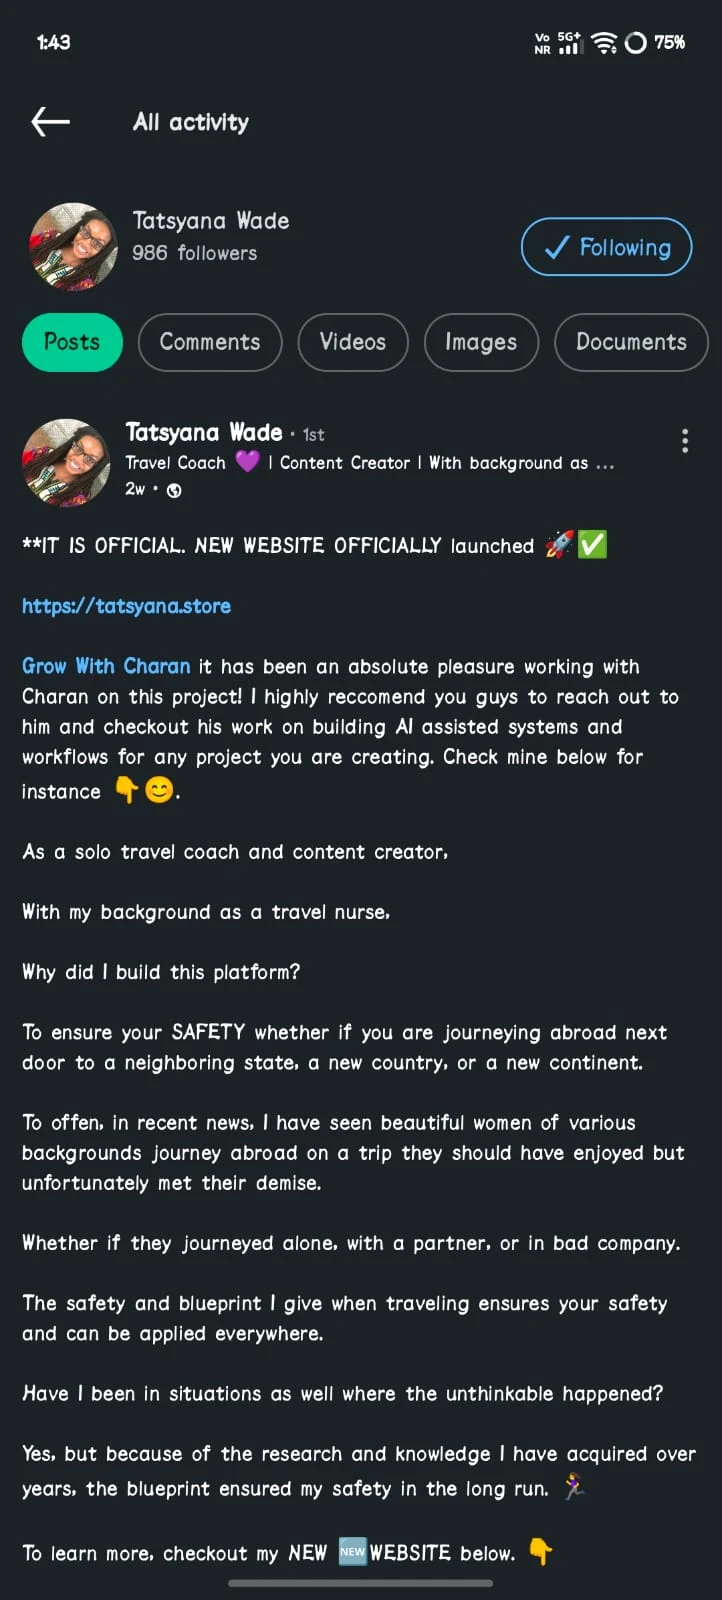 1:43
Vo NR 5G+ 75%
All activity
Tatsyana Wade
986 followers
Following
Posts Comments Videos Images Documents
Tatsyana Wade • 1st
Travel Coach 💜 | Content Creator | With background as ...
2w •
**IT IS OFFICIAL. NEW WEBSITE OFFICIALLY launched 🚀✅
https://tatsyana.store
Grow With Charan it has been an absolute pleasure working with
Charan on this project! I highly reccomend you guys to reach out to
him and checkout his work on building AI assisted systems and
workflows for any project you are creating. Check mine below for
instance 👇😊.
As a solo travel coach and content creator,
With my background as a travel nurse,
Why did I build this platform?
To ensure your SAFETY whether if you are journeying abroad next
door to a neighboring state, a new country, or a new continent.
To offen, in recent news, I have seen beautiful women of various
backgrounds journey abroad on a trip they should have enjoyed but
unfortunately met their demise.
Whether if they journeyed alone, with a partner, or in bad company.
The safety and blueprint I give when traveling ensures your safety
and can be applied everywhere.
Have I been in situations as well where the unthinkable happened?
Yes, but because of the research and knowledge I have acquired over
years, the blueprint ensured my safety in the long run. 🏃‍♀️
To learn more, checkout my NEW 🆕WEBSITE below. 👇